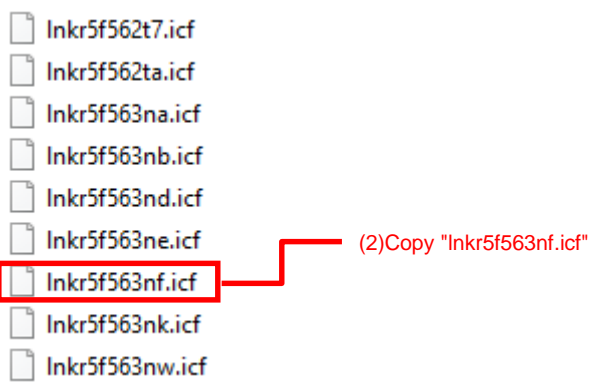 lnkr5f562t7.icf
lnkr5f562ta.icf
lnkr5f563na.icf
lnkr5f563nb.icf
lnkr5f563nd.icf
lnkr5f563ne.icf
(2)Copy "lnkr5f563nf.icf"
lnkr5f563nf.icf
lnkr5f563nk.icf
lnkr5f563nw.icf